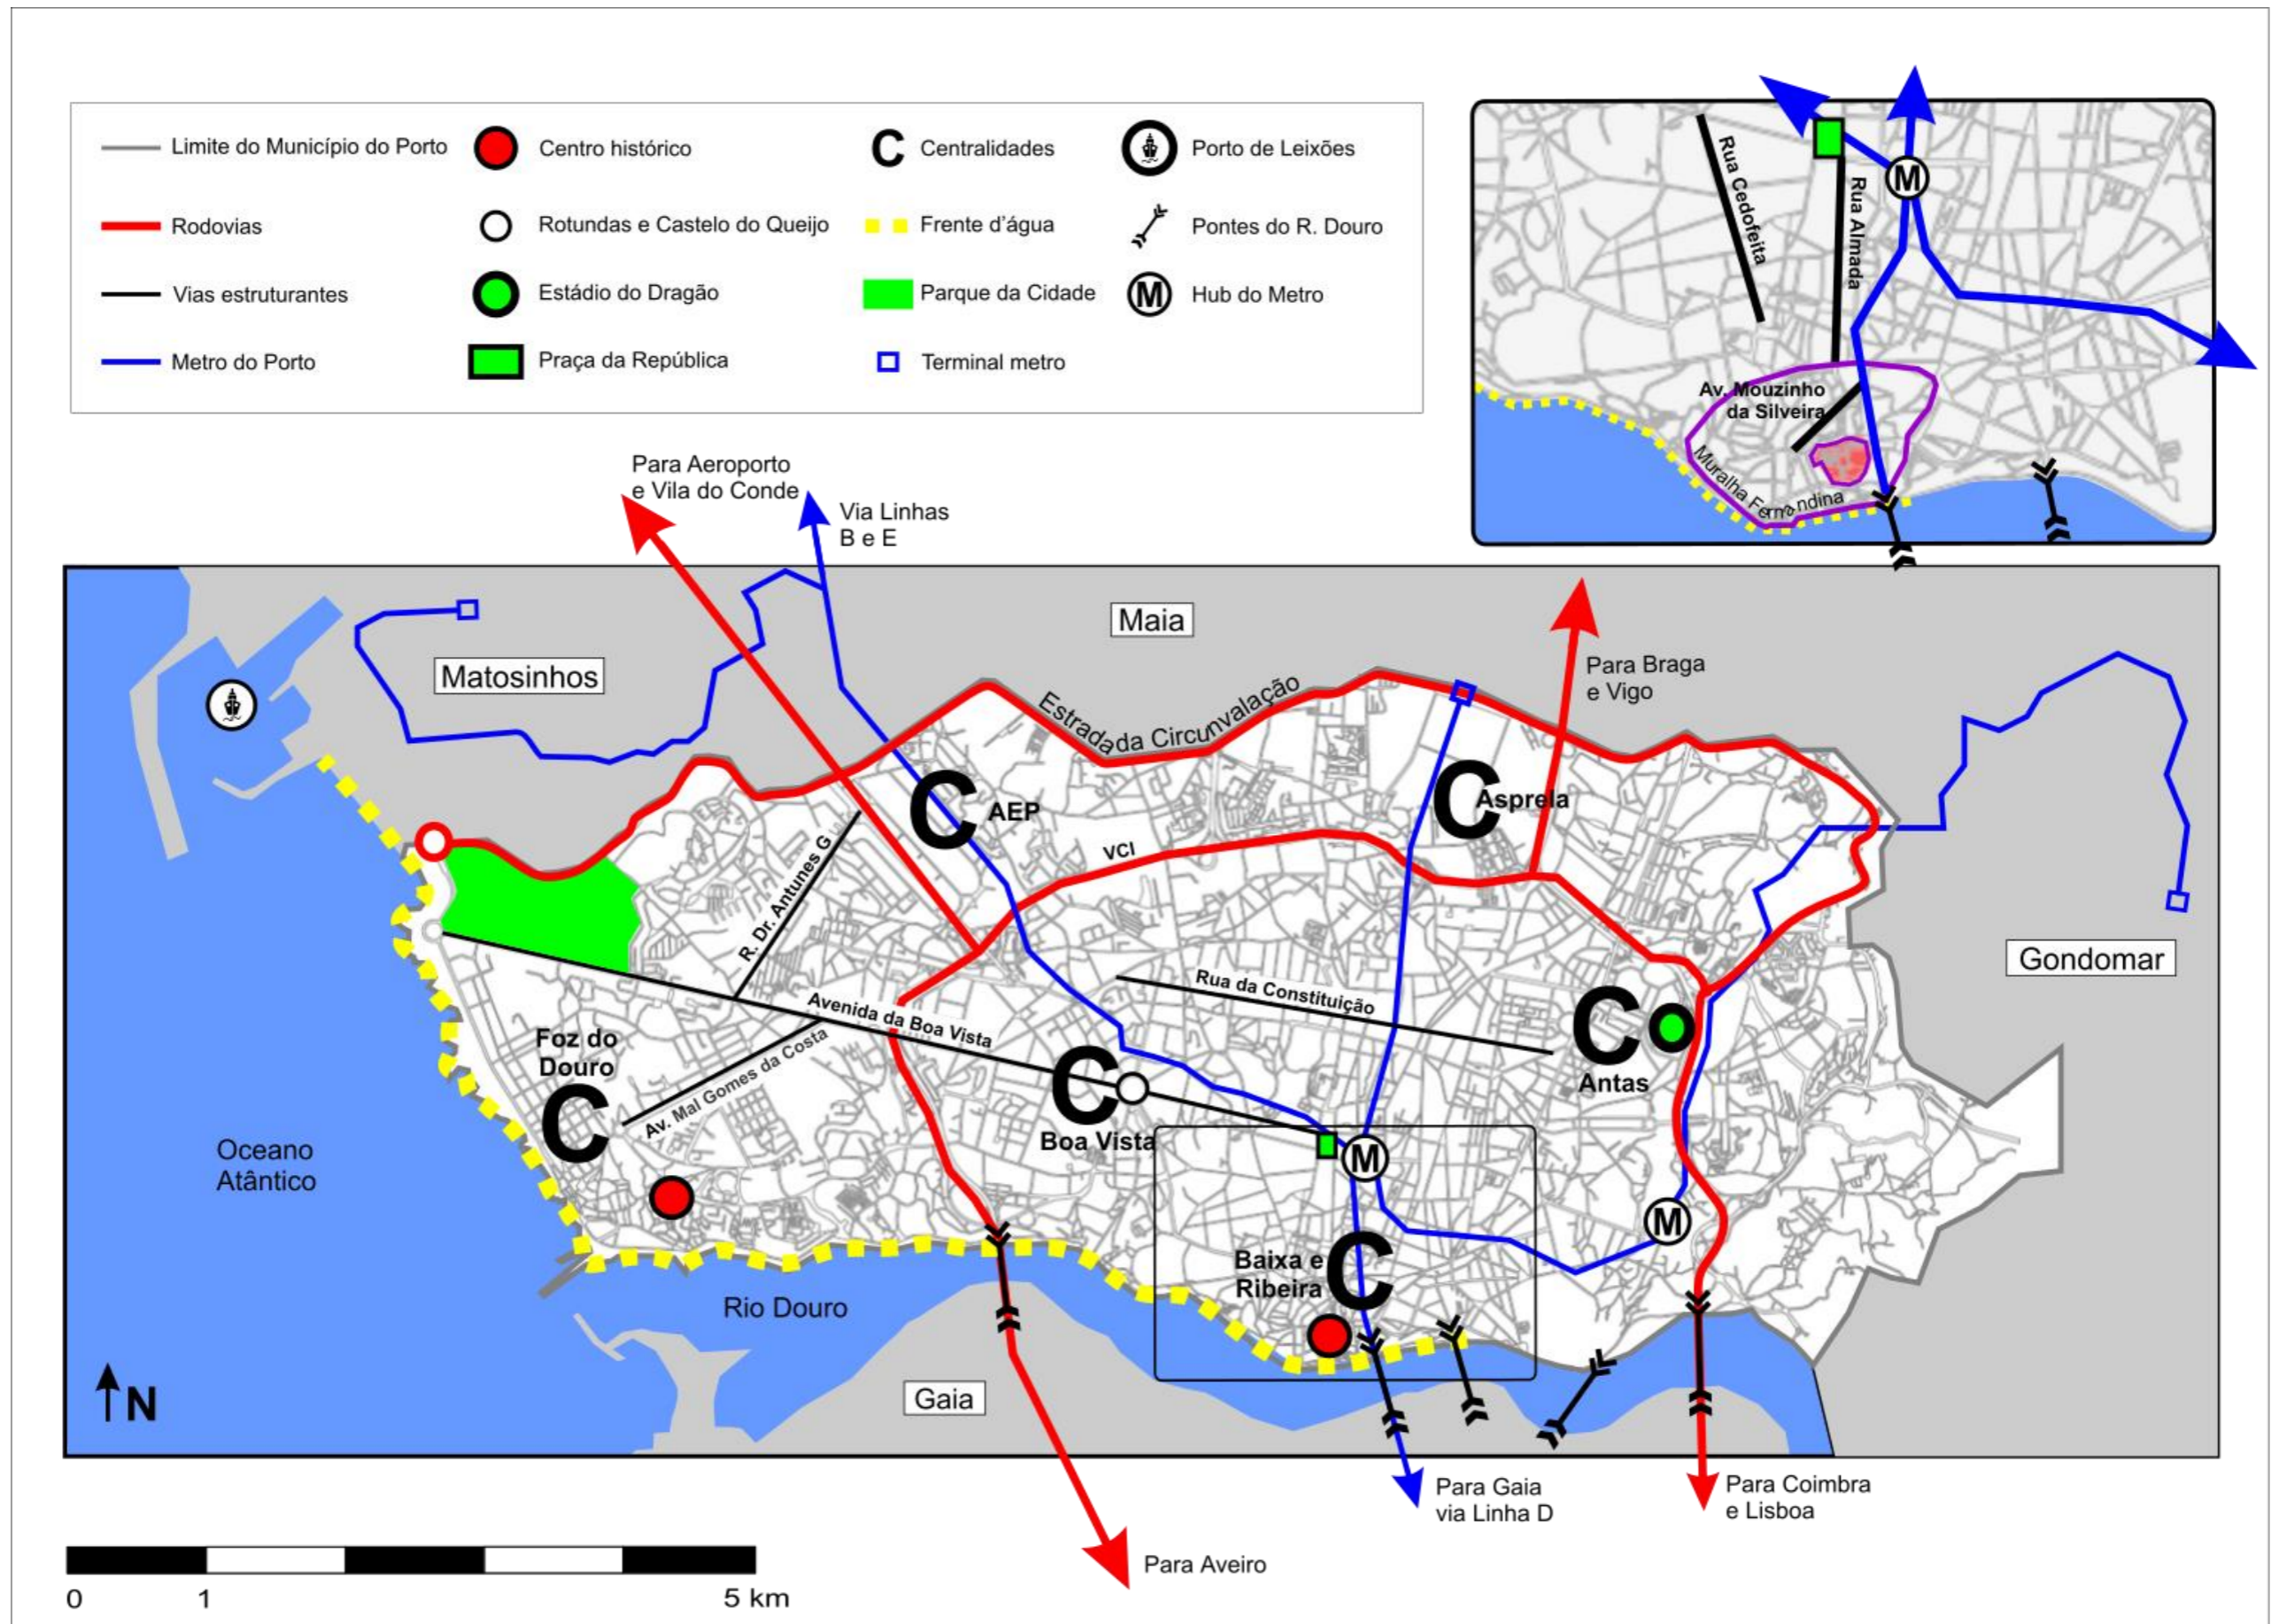 Limite do Município do Porto
Centro histórico
C
Centralidades
Porto de Leixões
Rodovias
Rotundas e Castelo do Queijo
Frente d'água
Pontes do R. Douro
Vias estruturantes
Estádio do Dragão
Parque da Cidade
M
Hub do Metro
Metro do Porto
Praça da República
Terminal metro
M
Rua Cedofeita
Rua Almada
Av. Mouzinho
da Silveira
Muralha Fernandina
Para Aeroporto
e Vila do Conde
Via Linhas
B e E
Maia
Matosinhos
Para Braga
e Vigo
Estrada da Circunvalação
C
AEP
C
Asprela
VCI
R. Dr. Antunes G
Gondomar
Rua da Constituição
Avenida da Boa Vista
Foz do
Douro
C
Av. Mal Gomes da Costa
C
Boa Vista
C
Antas
M
M
Oceano
Atântico
Baixa e
Ribeira
C
Rio Douro
N
Gaia
Para Gaia
via Linha D
Para Coimbra
e Lisboa
Para Aveiro
0
1
5 km